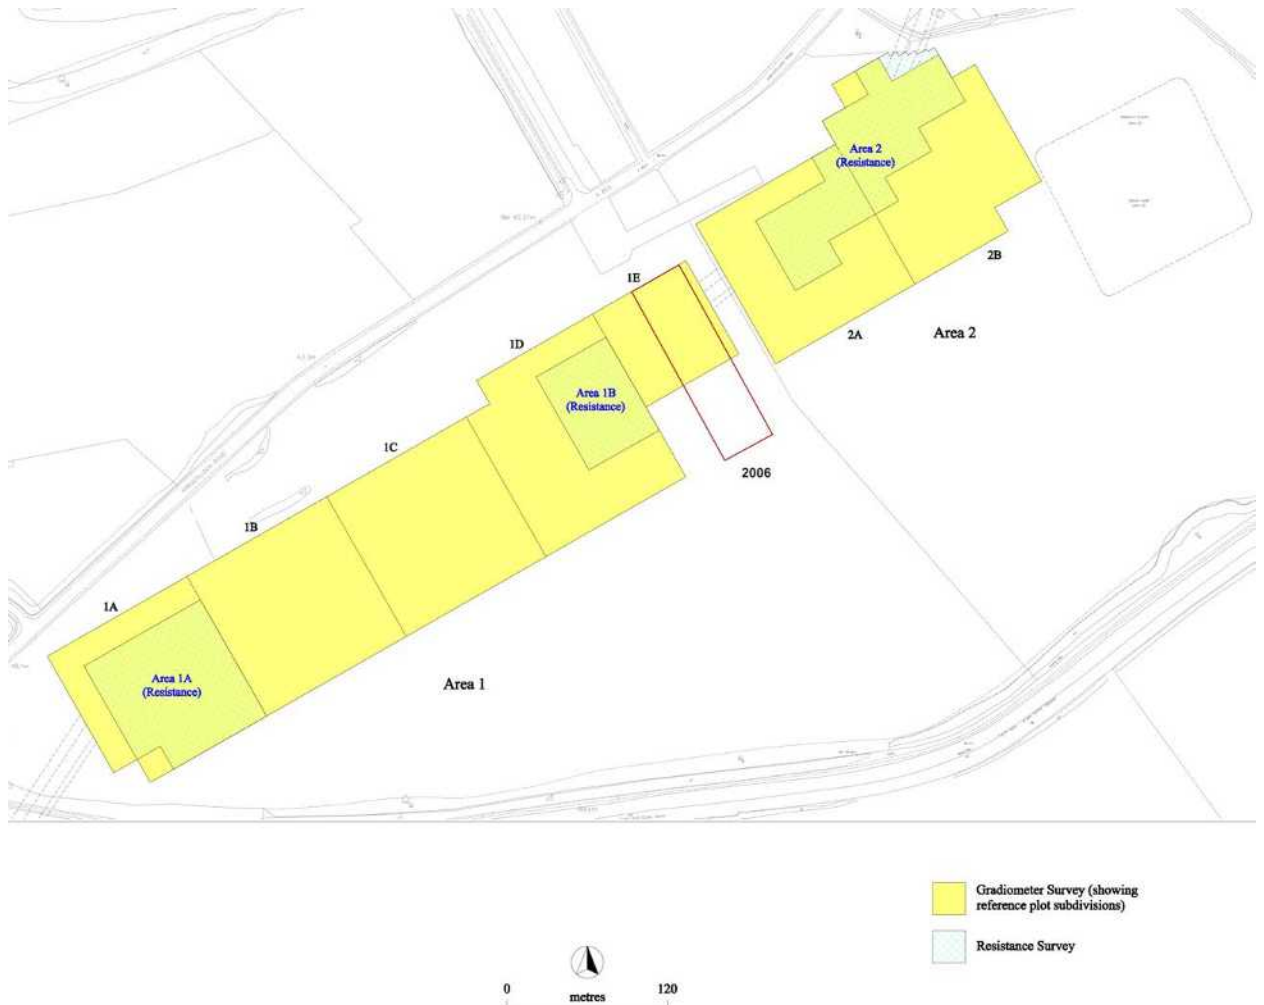 Area 2
(Resistance)
2B
1E
2A
Area 2
1D
Area 1B
(Resistance)
1C
2006
1B
1A
Area 1A
(Resistance)
Area 1
Gradiometer Survey (showing
reference plot subdivisions)
Resistance Survey
0
120
metres